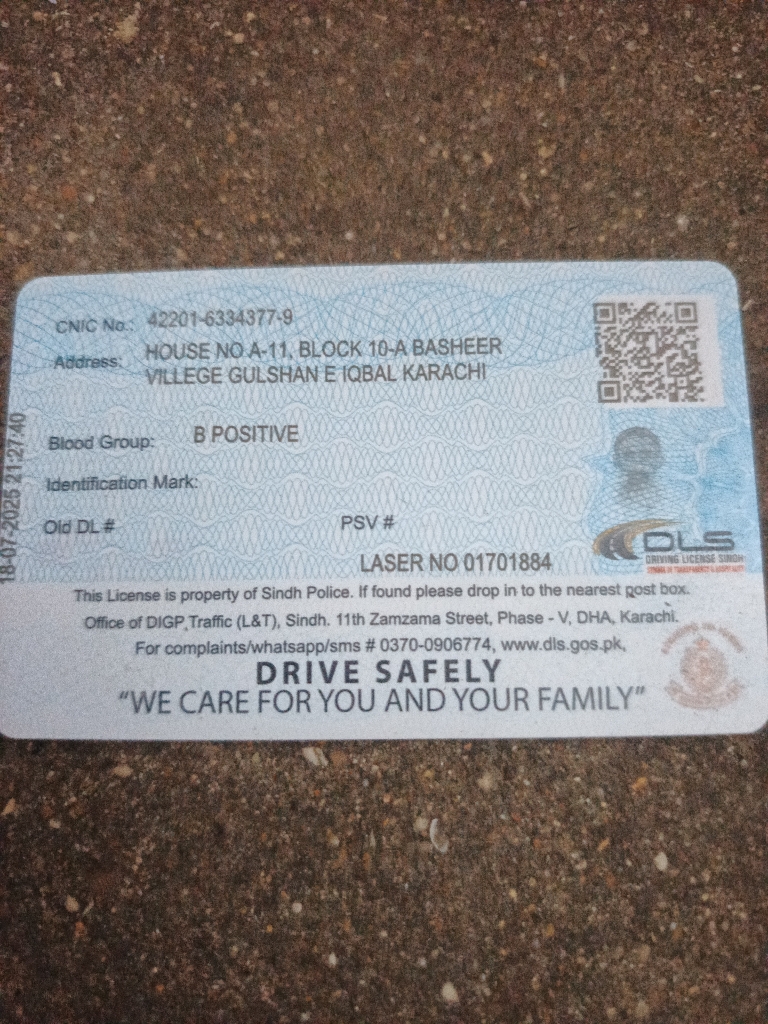 CNIC No.: 42201-6334377-9
Address: HOUSE NO A-11, BLOCK 10-A BASHEER
VILLEGE GULSHAN E IQBAL KARACHI
Blood Group: B POSITIVE
Identification Mark:
Old DL # PSV #
LASER NO 01701884
18-07-2025 21:27:40
DLS
DRIVING LICENSE SINDH
This License is property of Sindh Police. If found please drop in to the nearest post box.
Office of DIGP,Traffic (L&T), Sindh. 11th Zamzama Street, Phase - V, DHA, Karachi.
For complaints/whatsapp/sms # 0370-0906774, www.dls.gos.pk,
DRIVE SAFELY
“WE CARE FOR YOU AND YOUR FAMILY”